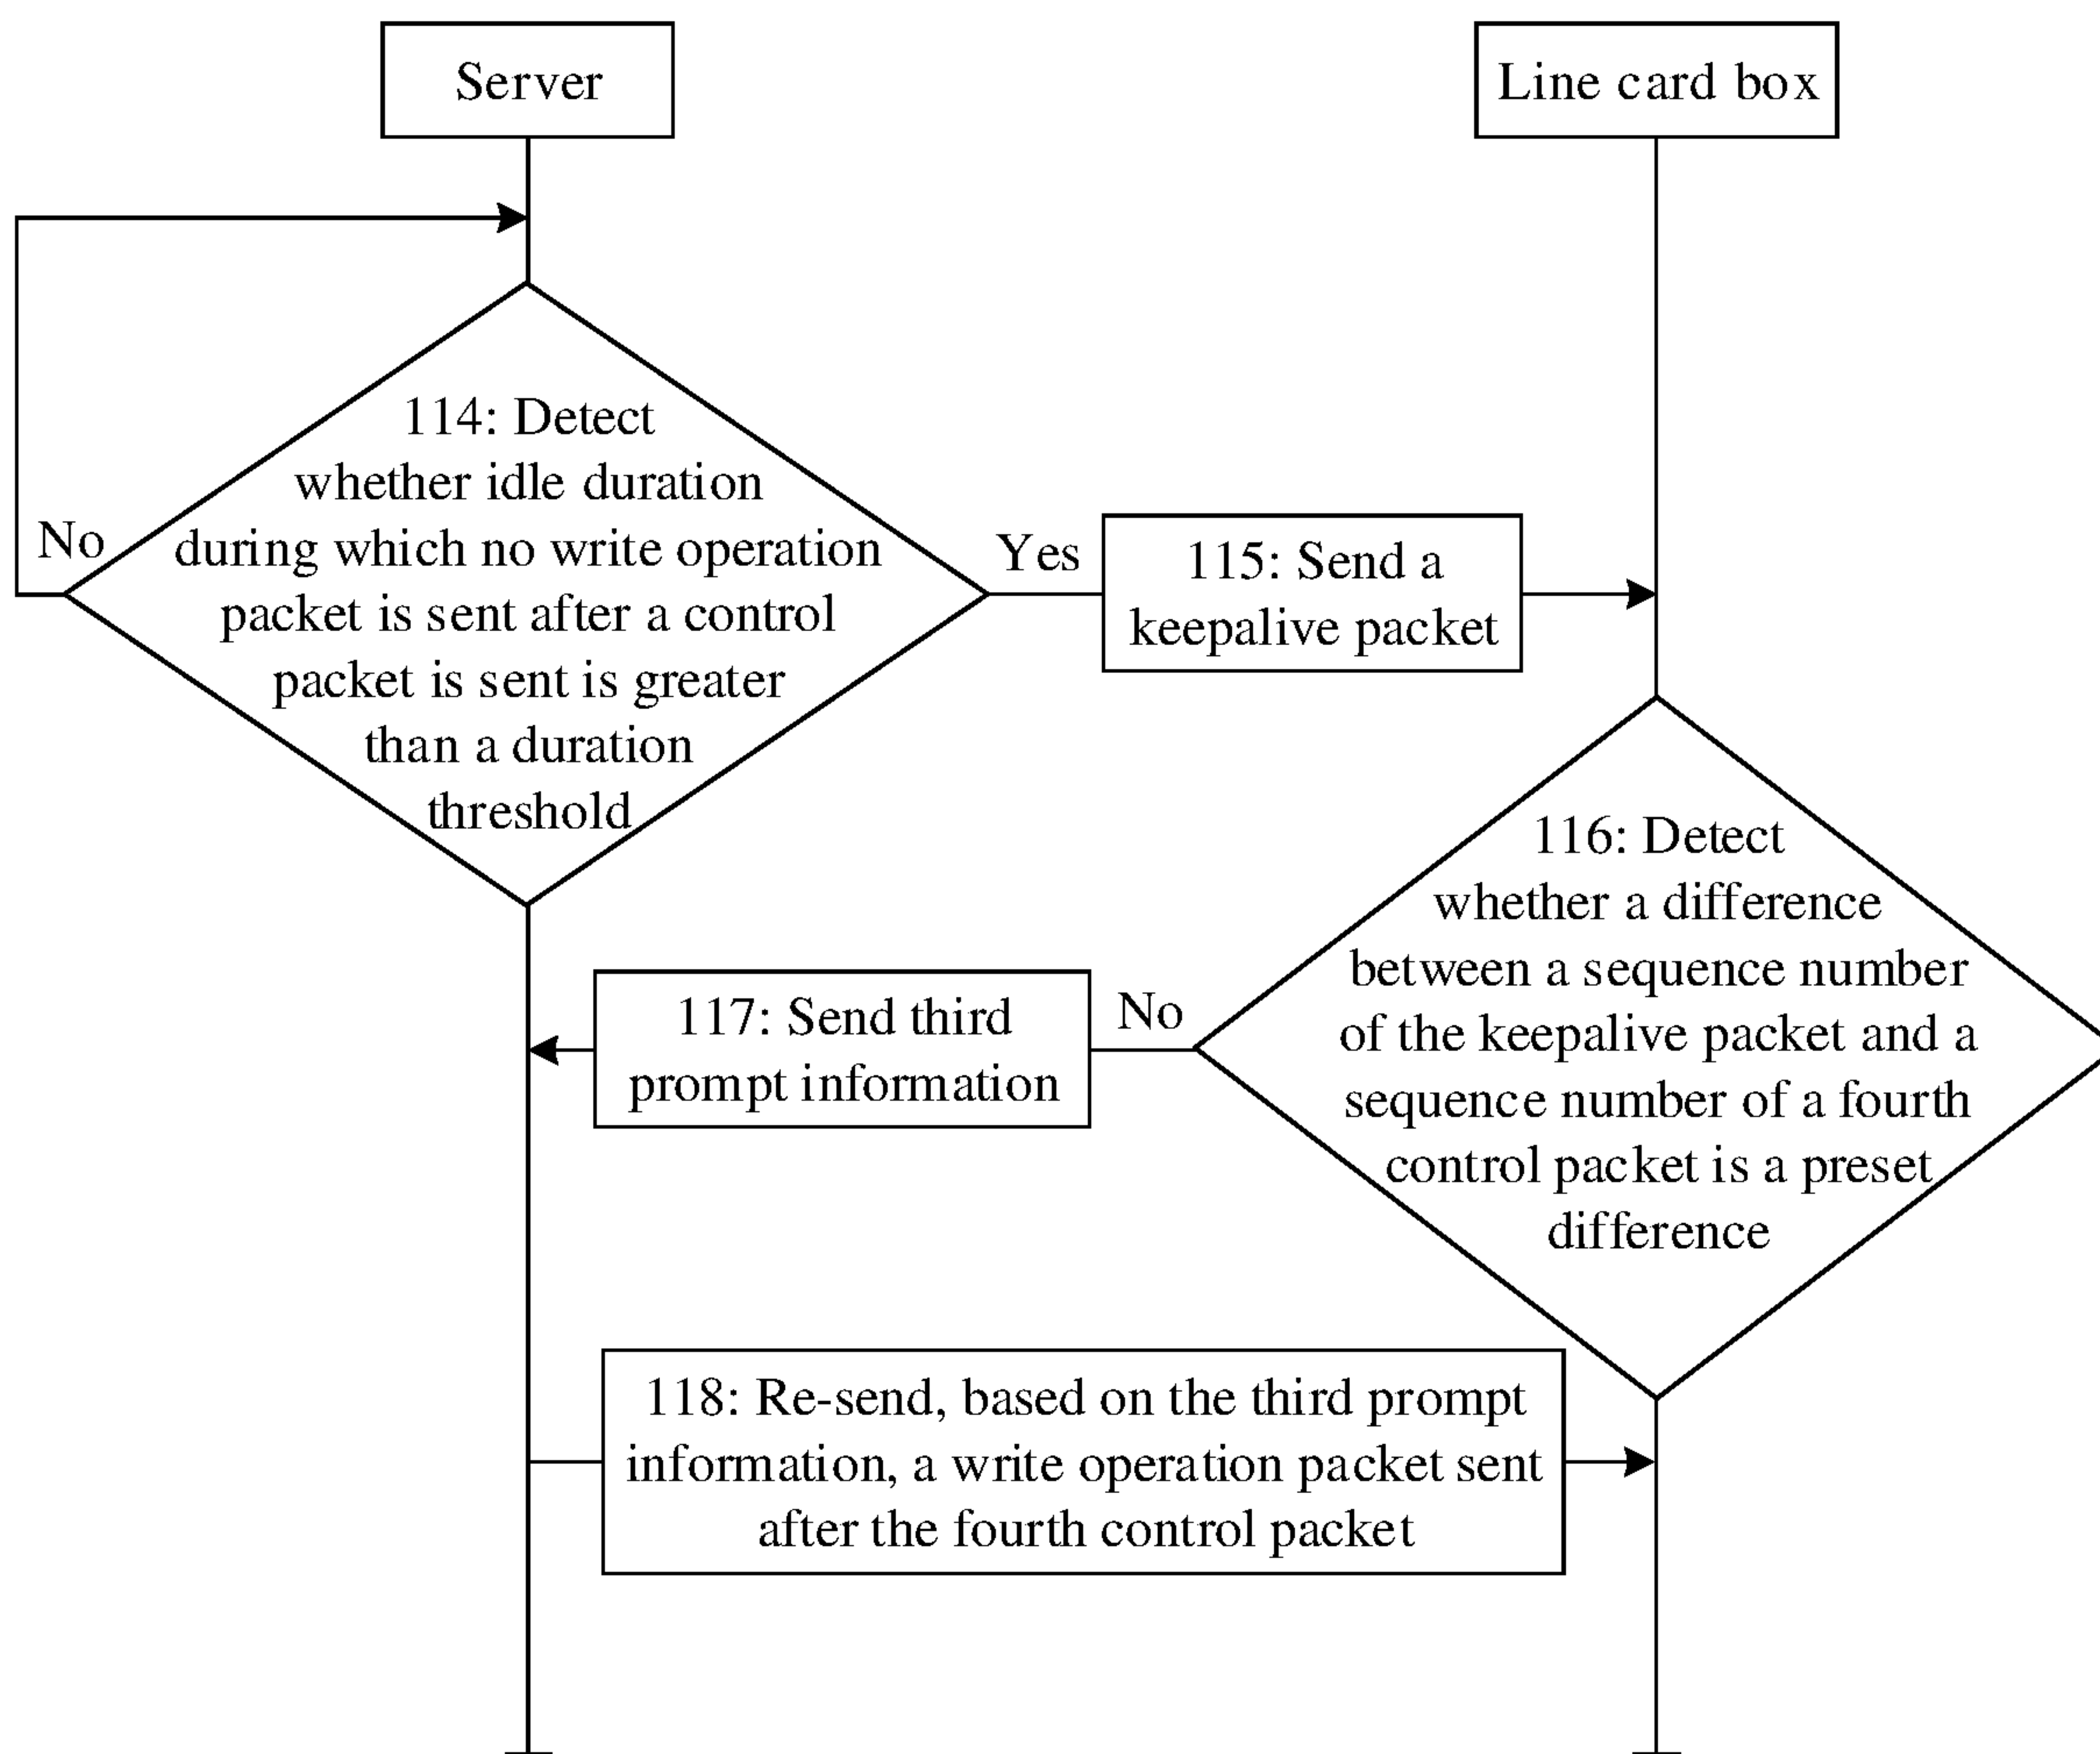 Server
Line card box
114: Detect
whether idle duration
during which no write operation
packet is sent after a control
packet is sent is greater
than a duration
threshold
No
Yes
115: Send a
keepalive packet
116: Detect
whether a difference
between a sequence number
of the keepalive packet and a
sequence number of a fourth
control packet is a preset
difference
No
117: Send third
prompt information
118: Re-send, based on the third prompt
information, a write operation packet sent
after the fourth control packet